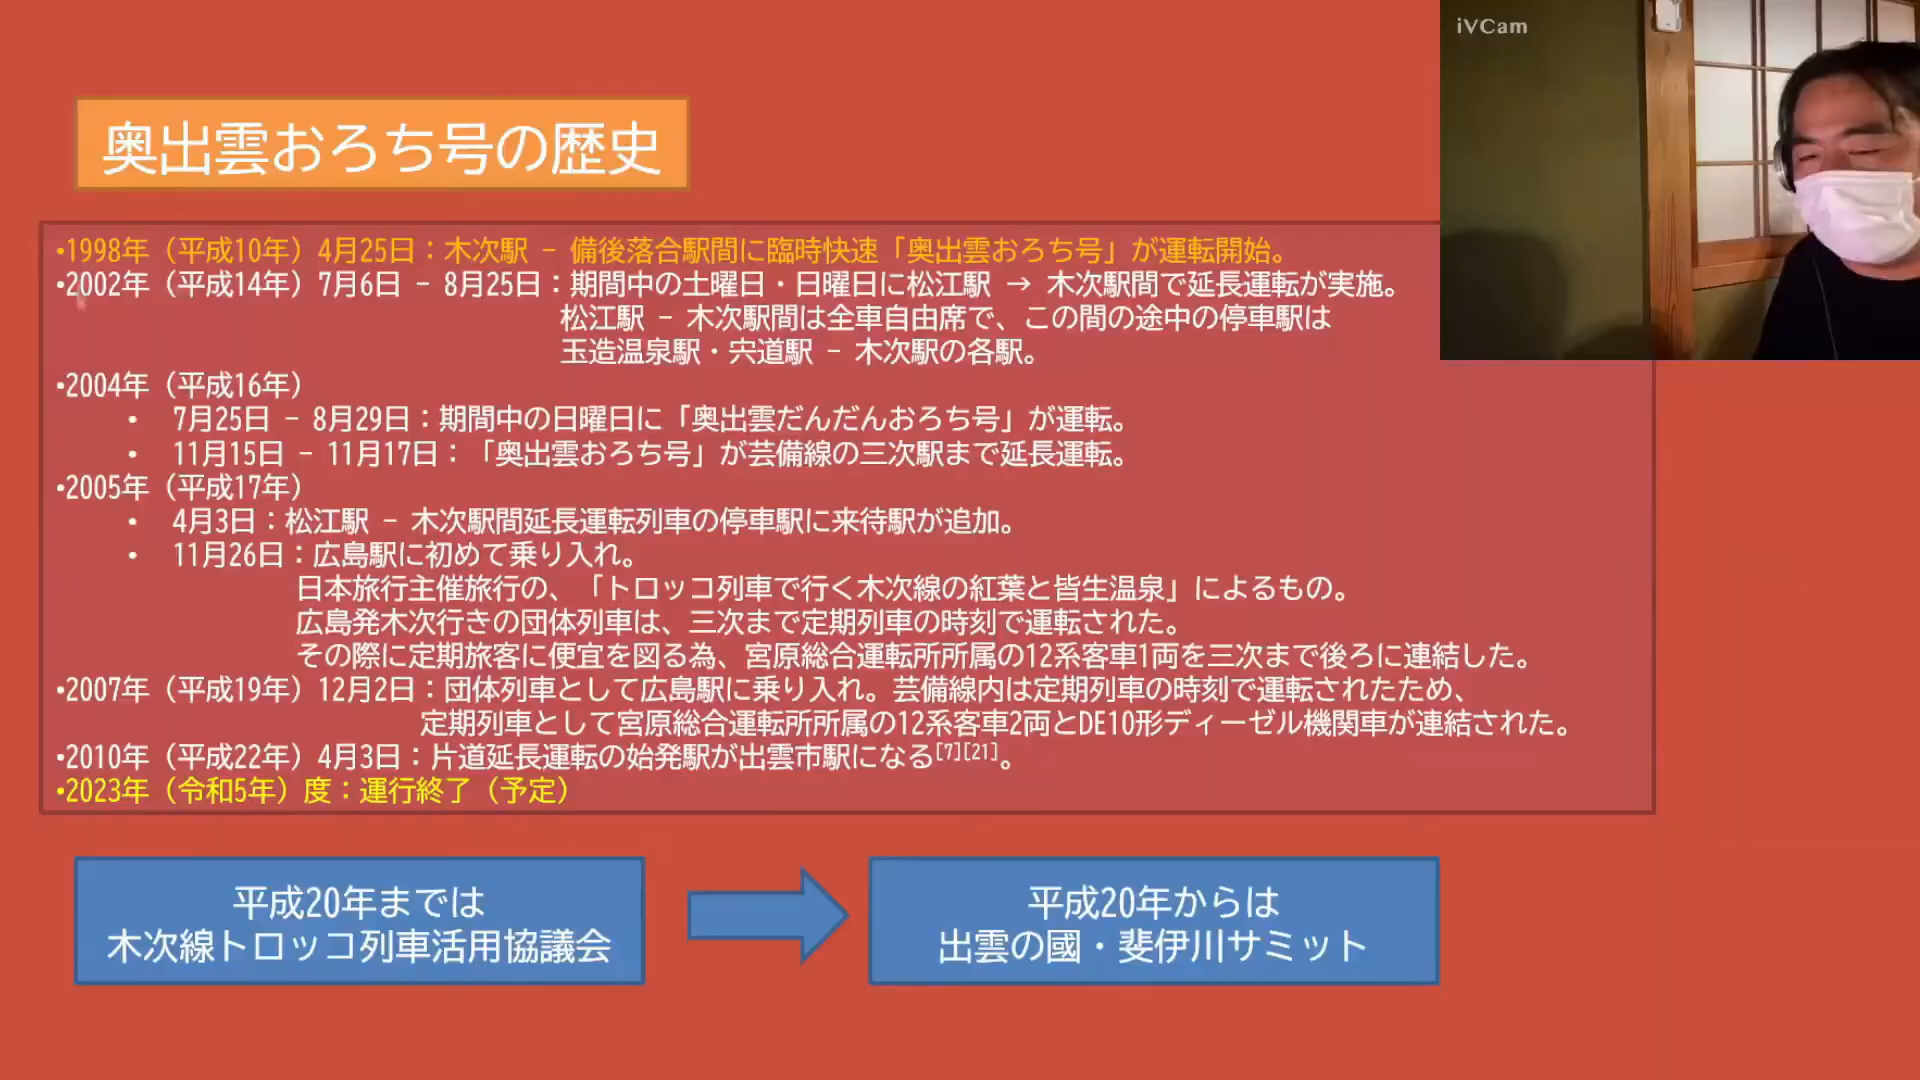 iVCam
奥出雲おろち号の歴史
•1998年（平成10年）4月25日：木次駅 - 備後落合駅間に臨時快速「奥出雲おろち号」が運転開始。
•2002年（平成14年）7月6日 - 8月25日：期間中の土曜日・日曜日に松江駅 → 木次駅間で延長運転が実施。
松江駅 - 木次駅間は全車自由席で、この間の途中の停車駅は
玉造温泉駅・宍道駅 - 木次駅の各駅。
•2004年（平成16年）
• 7月25日 - 8月29日：期間中の日曜日に「奥出雲だんだんおろち号」が運転。
• 11月15日 - 11月17日：「奥出雲おろち号」が芸備線の三次駅まで延長運転。
•2005年（平成17年）
• 4月3日：松江駅 - 木次駅間延長運転列車の停車駅に来待駅が追加。
• 11月26日：広島駅に初めて乗り入れ。
日本旅行主催旅行の、「トロッコ列車で行く木次線の紅葉と皆生温泉」によるもの。
広島発木次行きの団体列車は、三次まで定期列車の時刻で運転された。
その際に定期旅客に便宜を図る為、宮原総合運転所所属の12系客車1両を三次まで後ろに連結した。
•2007年（平成19年）12月2日：団体列車として広島駅に乗り入れ。芸備線内は定期列車の時刻で運転されたため、
定期列車として宮原総合運転所所属の12系客車2両とDE10形ディーゼル機関車が連結された。
•2010年（平成22年）4月3日：片道延長運転の始発駅が出雲市駅になる[7][21]。
•2023年（令和5年）度：運行終了（予定）
平成20年までは
木次線トロッコ列車活用協議会
平成20年からは
出雲の國・斐伊川サミット